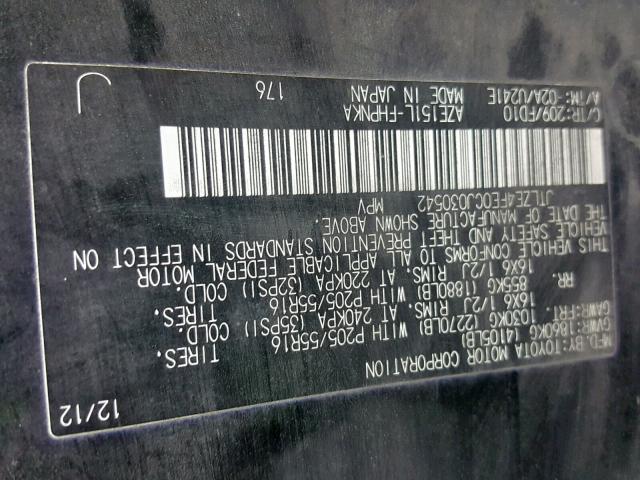 MFD.BY:TOYOTA MOTOR CORPORATION 12/12
GVWR:1860KG (4105LB)
GAWR:FRT. 1030KG (2270LB) WITH P205/55R16 TIRES.
16X6 1/2J RIMS. AT 240KPA (35PSI) COLD.
RR. 855KG (1880LB) WITH P205/55R16 TIRES.
16X6 1/2J RIMS. AT 220KPA (32PSI) COLD.
THIS VEHICLE CONFORMS TO ALL APPLICABLE FEDERAL MOTOR
VEHICLE SAFETY AND THEFT PREVENTION STANDARDS IN EFFECT ON
THE DATE OF MANUFACTURE SHOWN ABOVE.
JTLZE4FE0CJ030542 MPV
C/TR:209/FD10 AZE151L-FHPNKA 176 U
A/TM:-02A/U241E MADE IN JAPAN